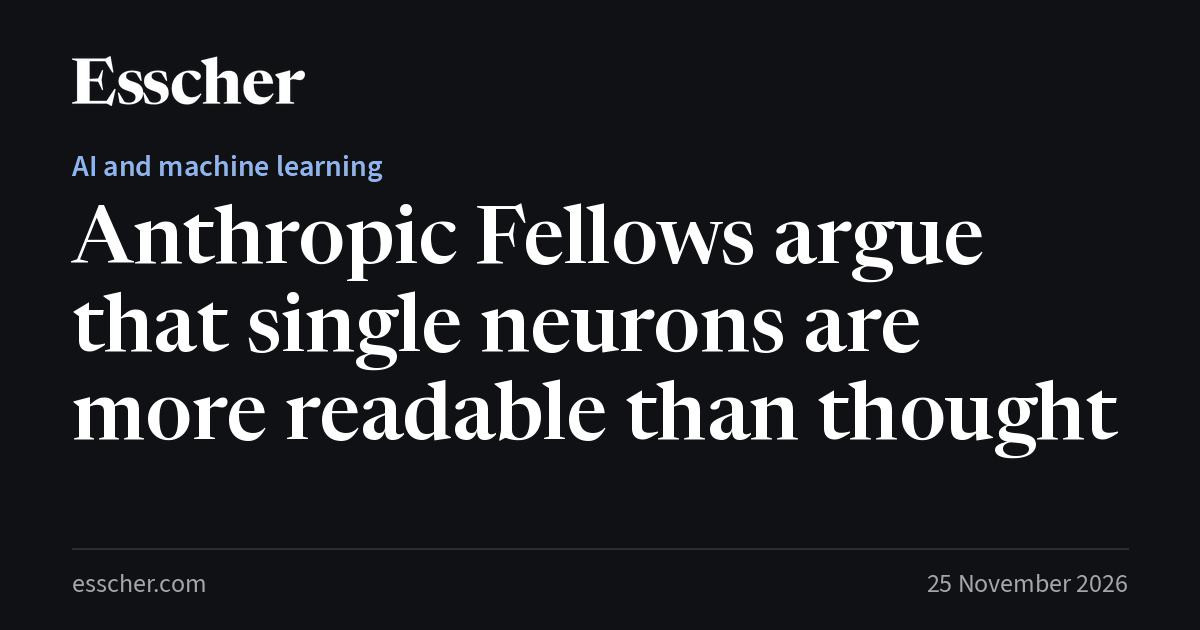 Esscher
AI and machine learning
Anthropic Fellows argue
that single neurons are
more readable than thought
esscher.com
25 November 2026